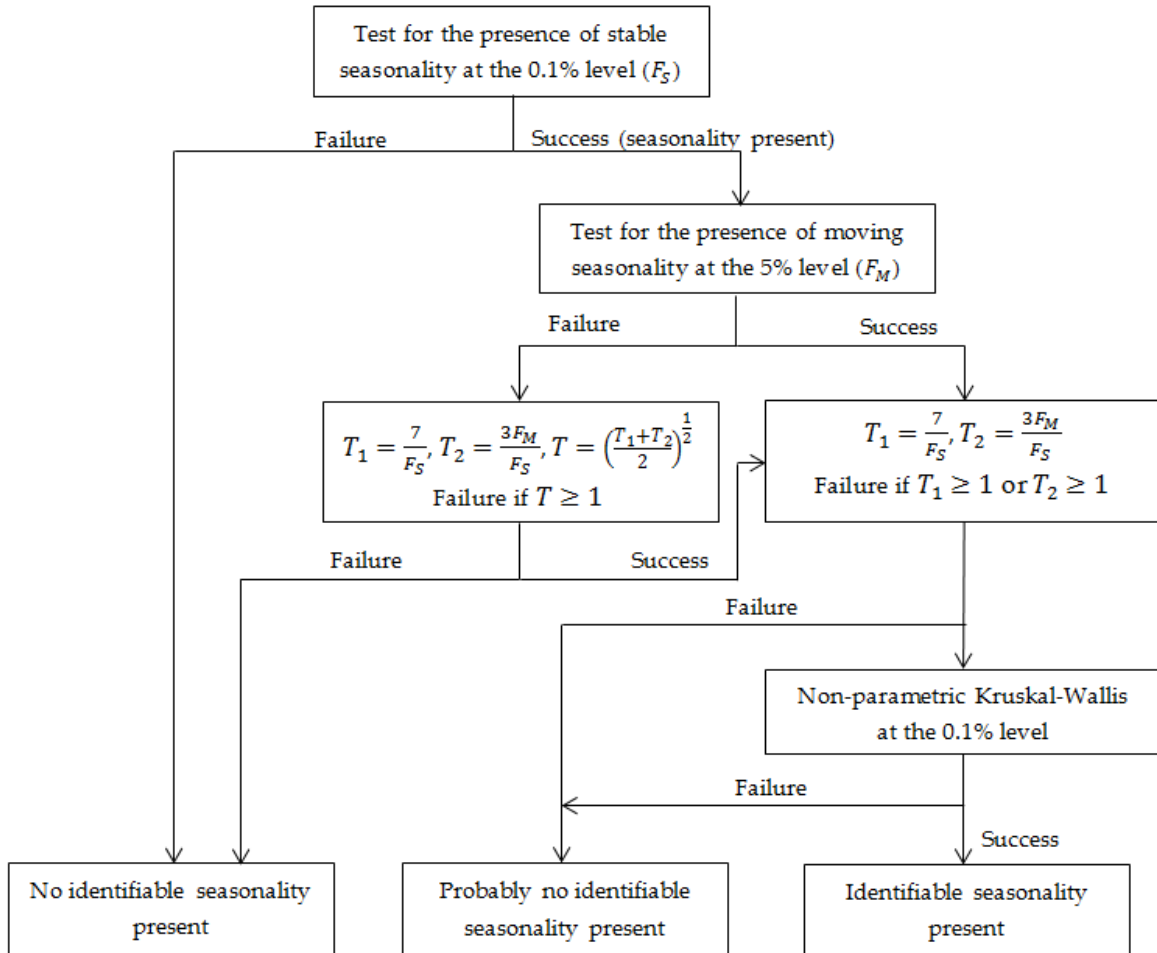 Test for the presence of stable
seasonality at the 0.1% level (F_S)
Failure
Success (seasonality present)
Test for the presence of moving
seasonality at the 5% level (F_M)
Failure
Success
T_1 = 7/F_S, T_2 = 3F_M/F_S, T = ((T_1+T_2)/2)^(1/2)
Failure if T ≥ 1
T_1 = 7/F_S, T_2 = 3F_M/F_S
Failure if T_1 ≥ 1 or T_2 ≥ 1
Failure
Success
Failure
Non-parametric Kruskal-Wallis
at the 0.1% level
Failure
Success
No identifiable seasonality
present
Probably no identifiable
seasonality present
Identifiable seasonality
present